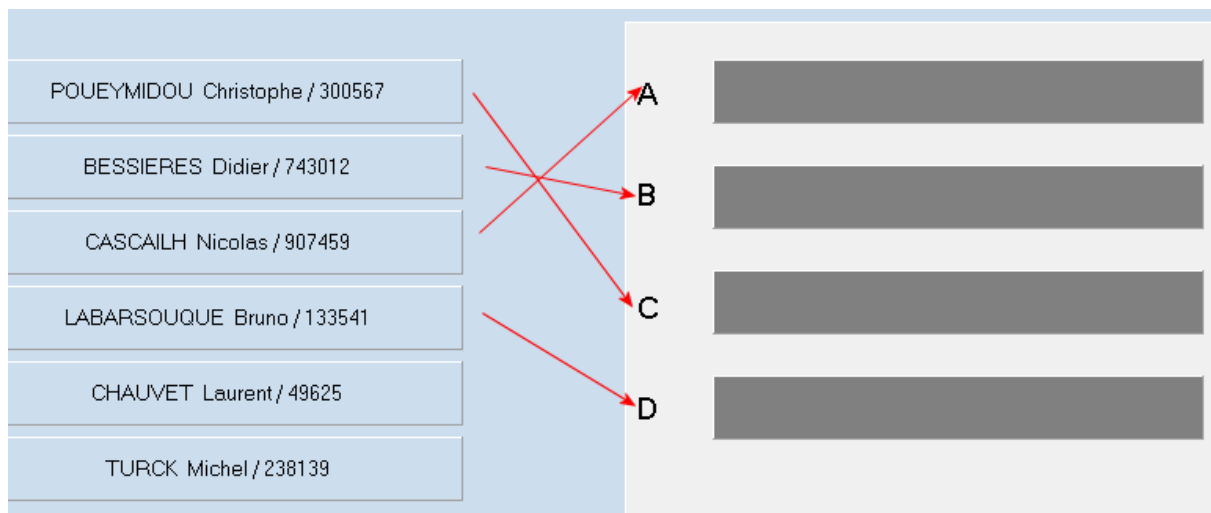 POUEYMIDOU Christophe / 300567
BESSIERES Didier / 743012
CASCAILH Nicolas / 907459
LABARSOUQUE Bruno / 133541
CHAUVET Laurent / 49625
TURCK Michel / 238139
A
B
C
D